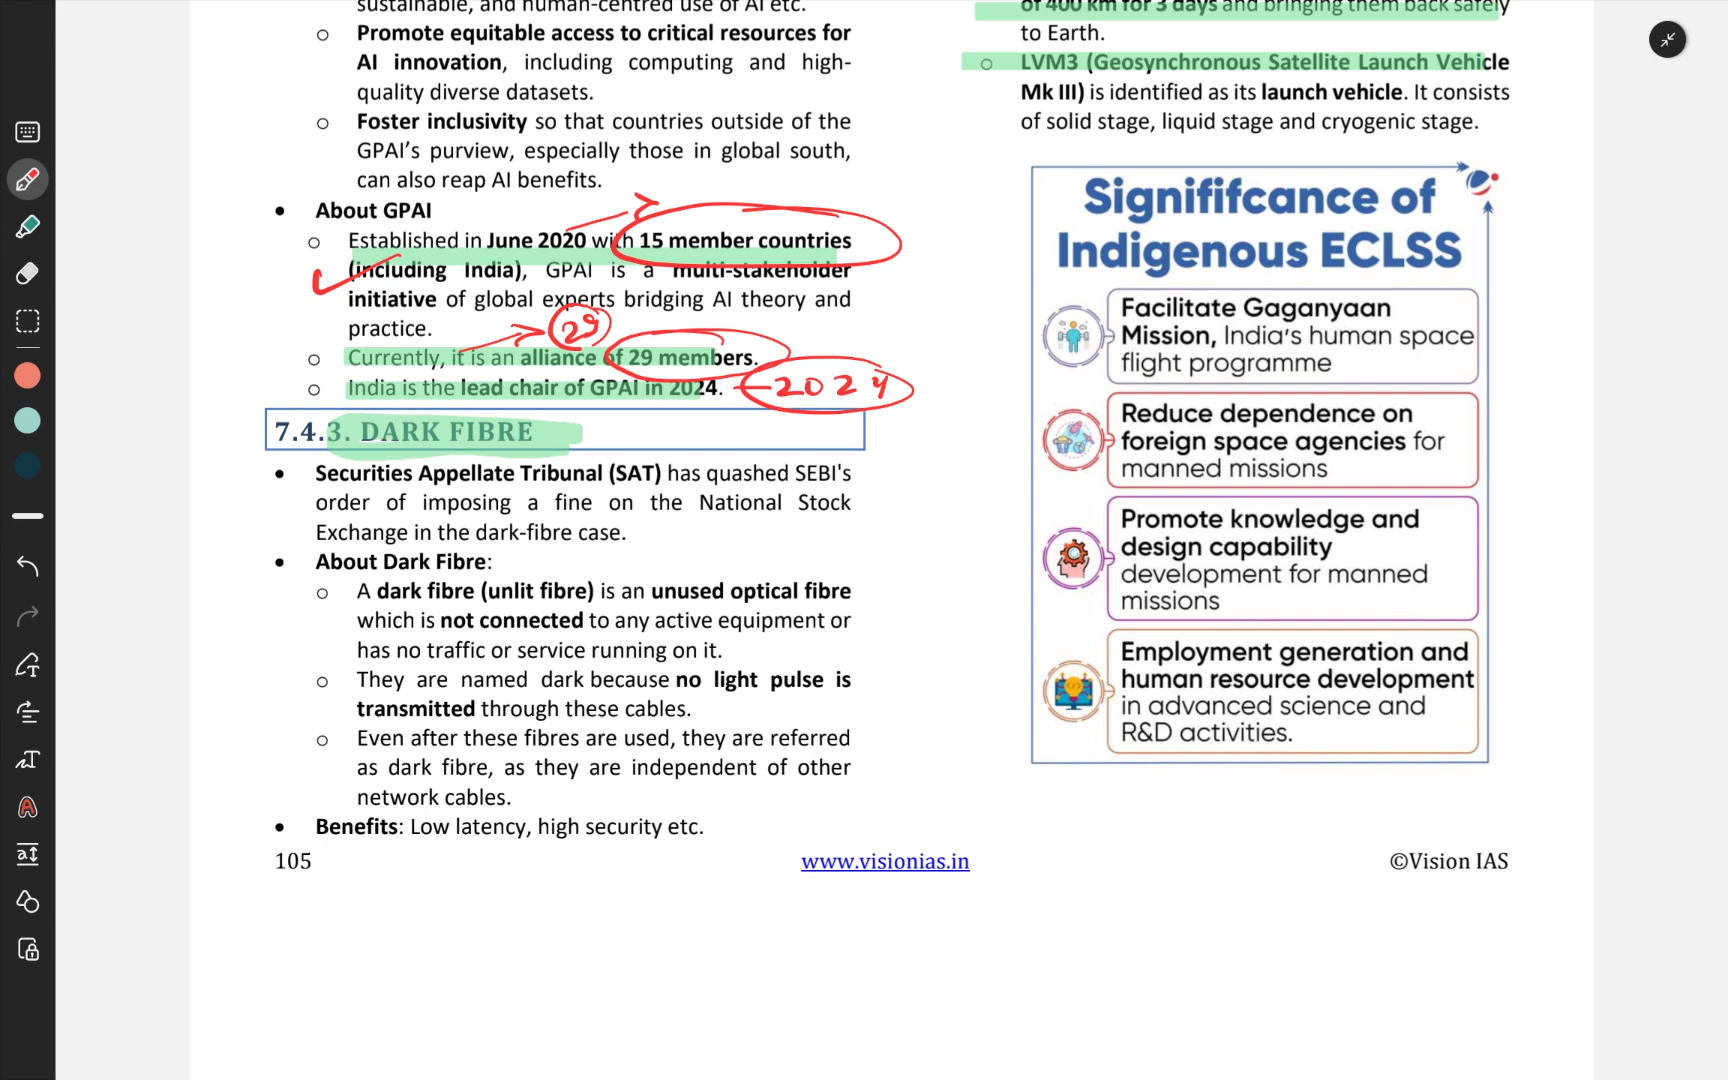 sustainable, and human-centred use of AI etc.
o Promote equitable access to critical resources for
AI innovation, including computing and high-
quality diverse datasets.
o Foster inclusivity so that countries outside of the
GPAI's purview, especially those in global south,
can also reap AI benefits.
• About GPAI
o Established in June 2020 with 15 member countries
(including India), GPAI is a multi-stakeholder
initiative of global experts bridging AI theory and
practice.
29
o Currently, it is an alliance of 29 members.
o India is the lead chair of GPAI in 2024.
2024
7.4.3. DARK FIBRE
• Securities Appellate Tribunal (SAT) has quashed SEBI's
order of imposing a fine on the National Stock
Exchange in the dark-fibre case.
• About Dark Fibre:
o A dark fibre (unlit fibre) is an unused optical fibre
which is not connected to any active equipment or
has no traffic or service running on it.
o They are named dark because no light pulse is
transmitted through these cables.
o Even after these fibres are used, they are referred
as dark fibre, as they are independent of other
network cables.
• Benefits: Low latency, high security etc.
of 400 km for 3 days and bringing them back safely
to Earth.
o LVM3 (Geosynchronous Satellite Launch Vehicle
Mk III) is identified as its launch vehicle. It consists
of solid stage, liquid stage and cryogenic stage.
Signififcance of
Indigenous ECLSS
Facilitate Gaganyaan
Mission, India's human space
flight programme
Reduce dependence on
foreign space agencies for
manned missions
Promote knowledge and
design capability
development for manned
missions
Employment generation and
human resource development
in advanced science and
R&D activities.
105
www.visionias.in
©Vision IAS